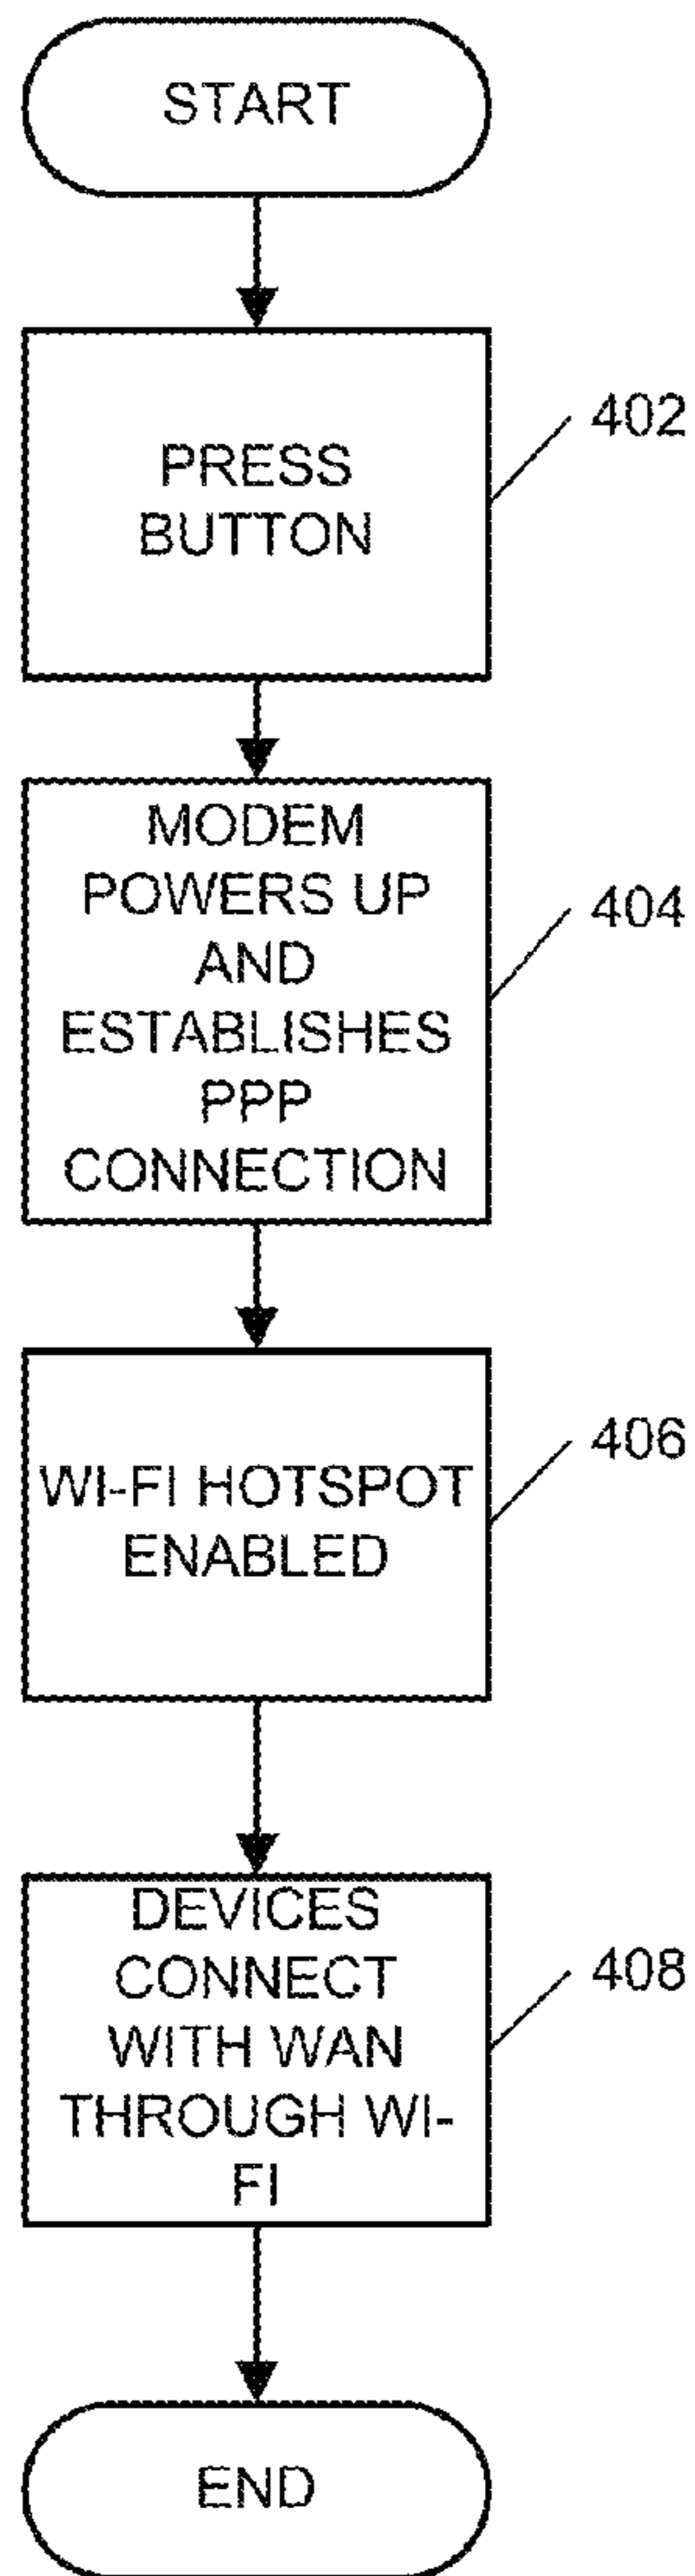 START
PRESS
BUTTON
402
MODEM
POWERS UP
AND
ESTABLISHES
PPP
CONNECTION
404
WI-FI HOTSPOT
ENABLED
406
DEVICES
CONNECT
WITH WAN
THROUGH WI-
FI
408
END